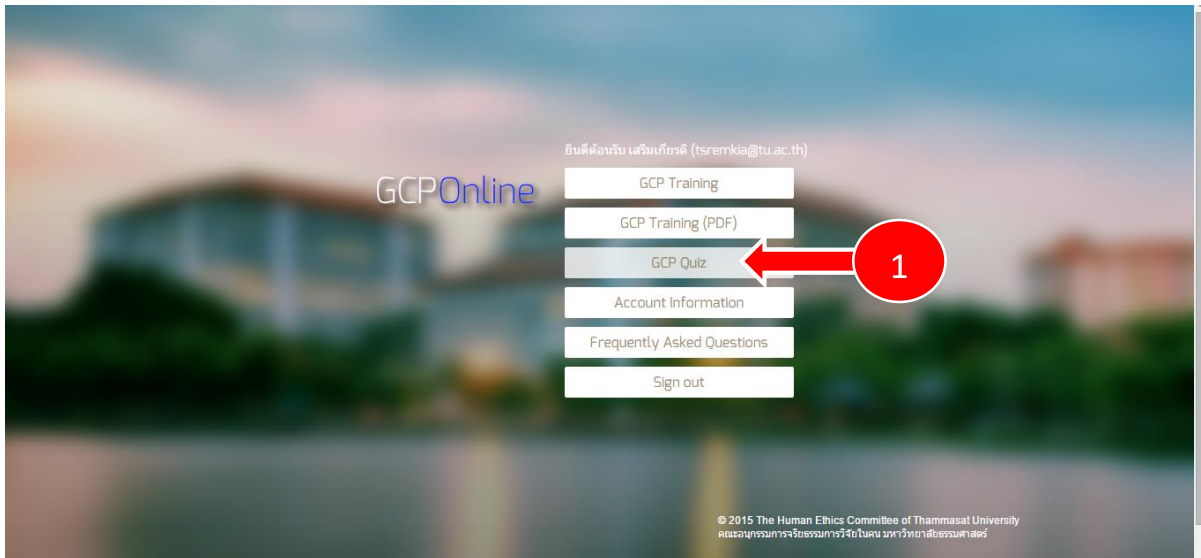 ยินดีต้อนรับ เสริมเกียรติ (tsremkia@tu.ac.th)
GCPOnline
GCP Training
GCP Training (PDF)
GCP Quiz
1
Account Information
Frequently Asked Questions
Sign out
© 2015 The Human Ethics Committee of Thammasat University
คณะอนุกรรมการจริยธรรมการวิจัยในคน มหาวิทยาลัยธรรมศาสตร์